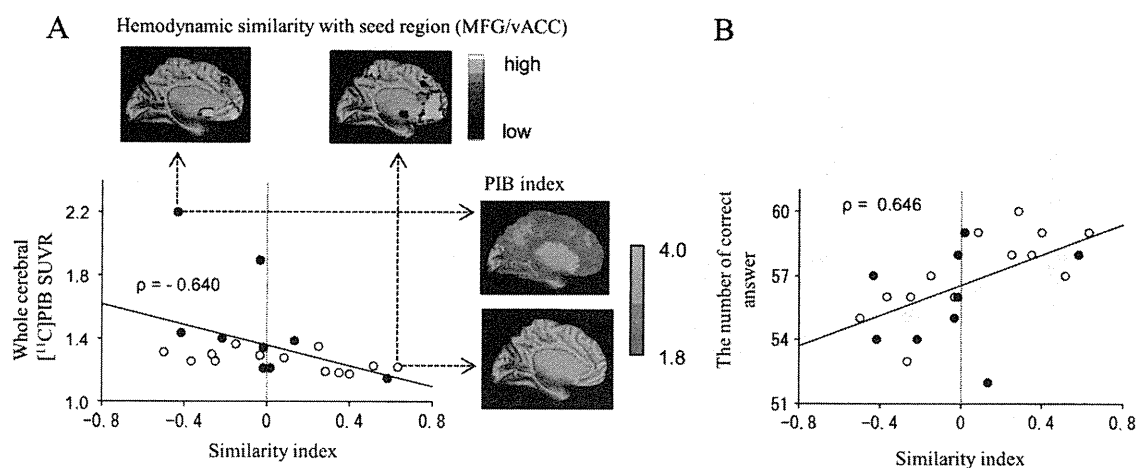 A
Hemodynamic similarity with seed region (MFG/vACC)
high
low
PIB index
4.0
1.8
Whole cerebral
[¹¹C]PIB SUVR
2.2
1.8
1.4
1.0
ρ = - 0.640
−0.8
−0.4
0
0.4
0.8
Similarity index
B
The number of correct
answer
60
57
54
51
ρ = 0.646
−0.8
−0.4
0
0.4
0.8
Similarity index